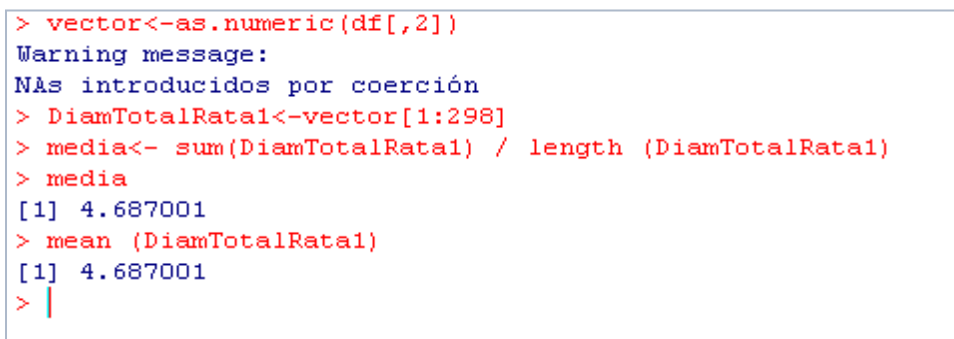 > vector<-as.numeric(df[,2])
Warning message:
NAs introducidos por coerción
> DiamTotalRata1<-vector[1:298]
> media<- sum(DiamTotalRata1) / length (DiamTotalRata1)
> media
[1] 4.687001
> mean (DiamTotalRata1)
[1] 4.687001
>